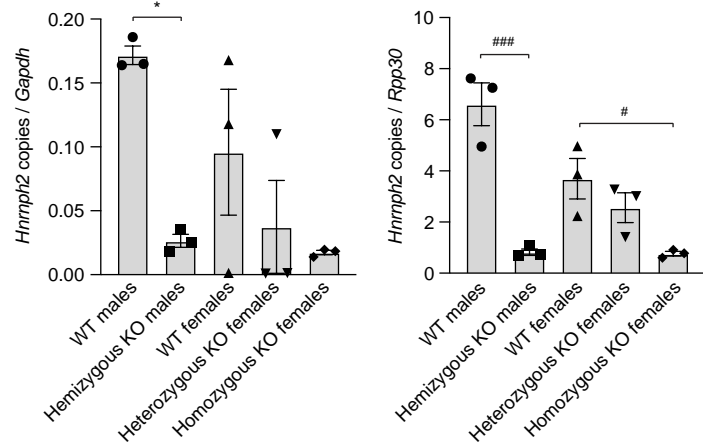 Hnrnph2 copies / Gapdh
0.20
0.15
0.10
0.05
0.00
*
WT males
Hemizygous KO males
WT females
Heterozygous KO females
Homozygous KO females
Hnrnph2 copies / Rpp30
10
8
6
4
2
0
###
#
WT males
Hemizygous KO males
WT females
Heterozygous KO females
Homozygous KO females